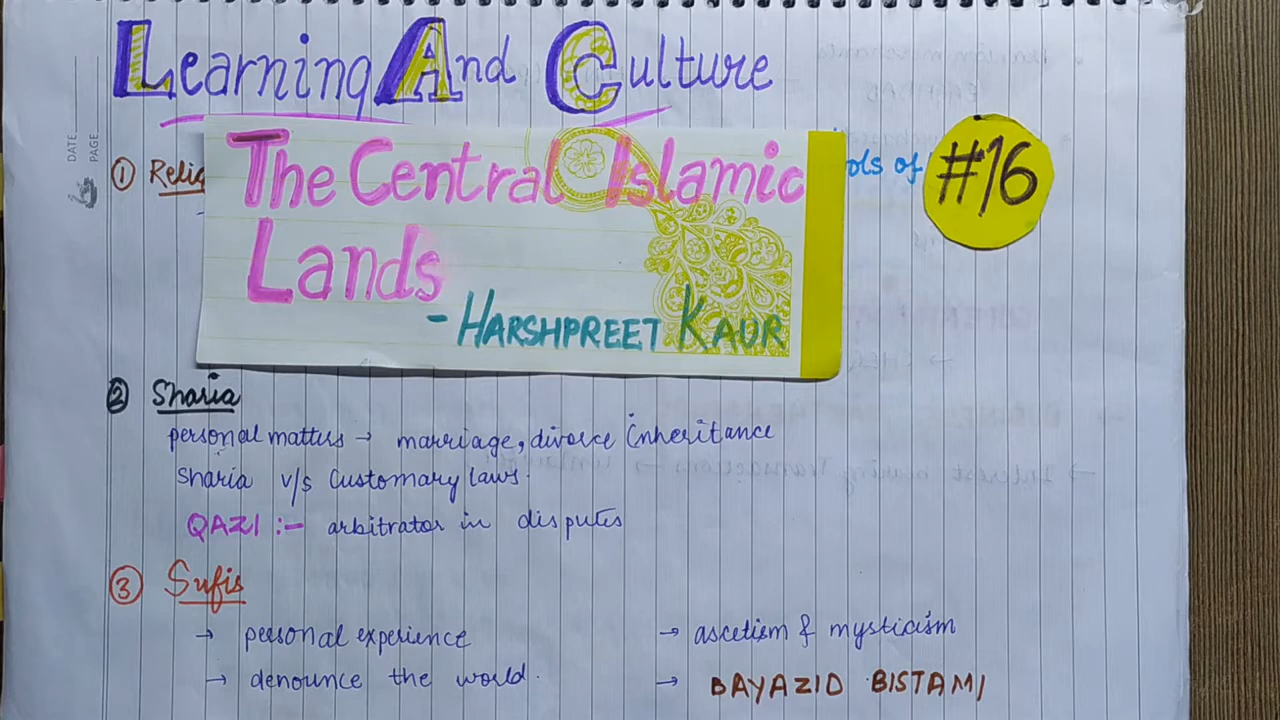 Learning And Culture
DATE
PAGE
① Relig
ols of
#16
The Central Islamic
Lands
- HARSHPREET KAUR
② Sharia
personal matters → marriage, divorce inheritance
Sharia v/s Customary laws.
QAZI :- arbitrator in disputes
③ Sufis
→ personal experience
→ ascetism & mysticism
→ denounce the world.
→ BAYAZID BISTAMI